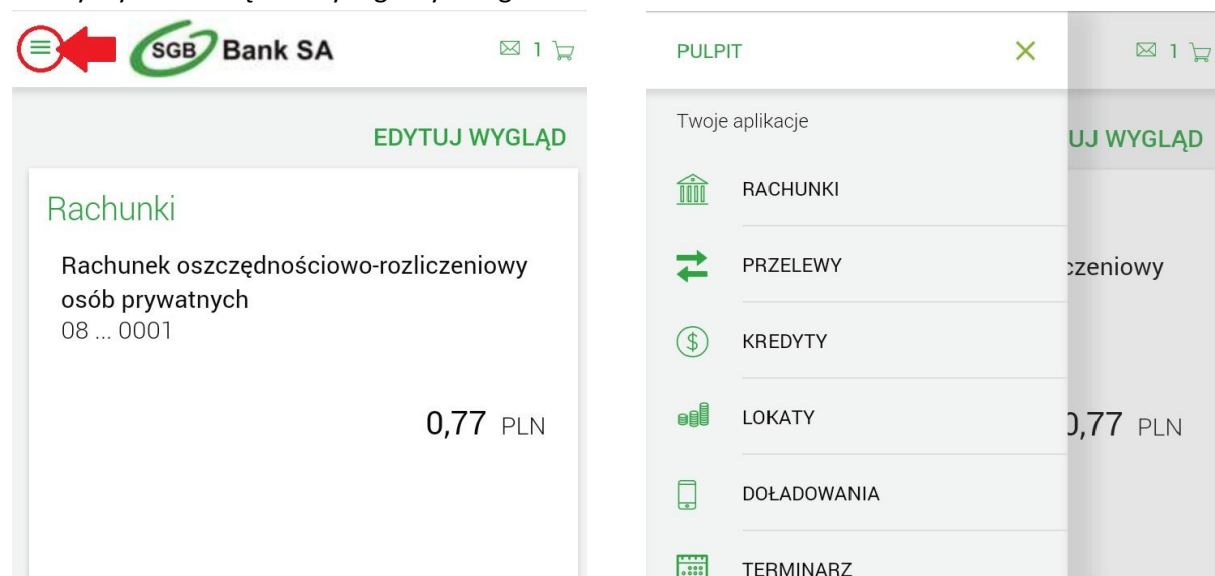 SGB Bank SA
1
EDYTUJ WYGLĄD
Rachunki
Rachunek oszczędnościowo-rozliczeniowy
osób prywatnych
08 ... 0001
0,77 PLN
PULPIT
1
Twoje aplikacje
UJ WYGLĄD
RACHUNKI
PRZELEWY
czeniowy
KREDYTY
LOKATY
0,77 PLN
DOŁADOWANIA
TERMINARZ